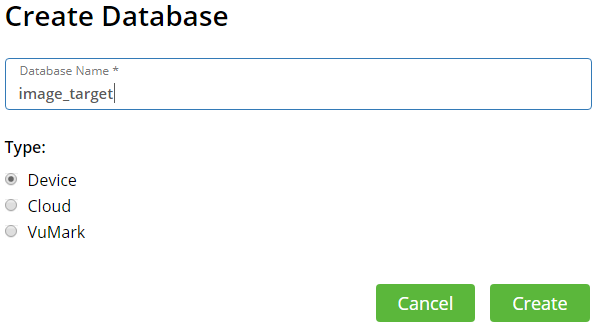 Create Database
Database Name *
image_target
Type:
Device
Cloud
VuMark
Cancel Create